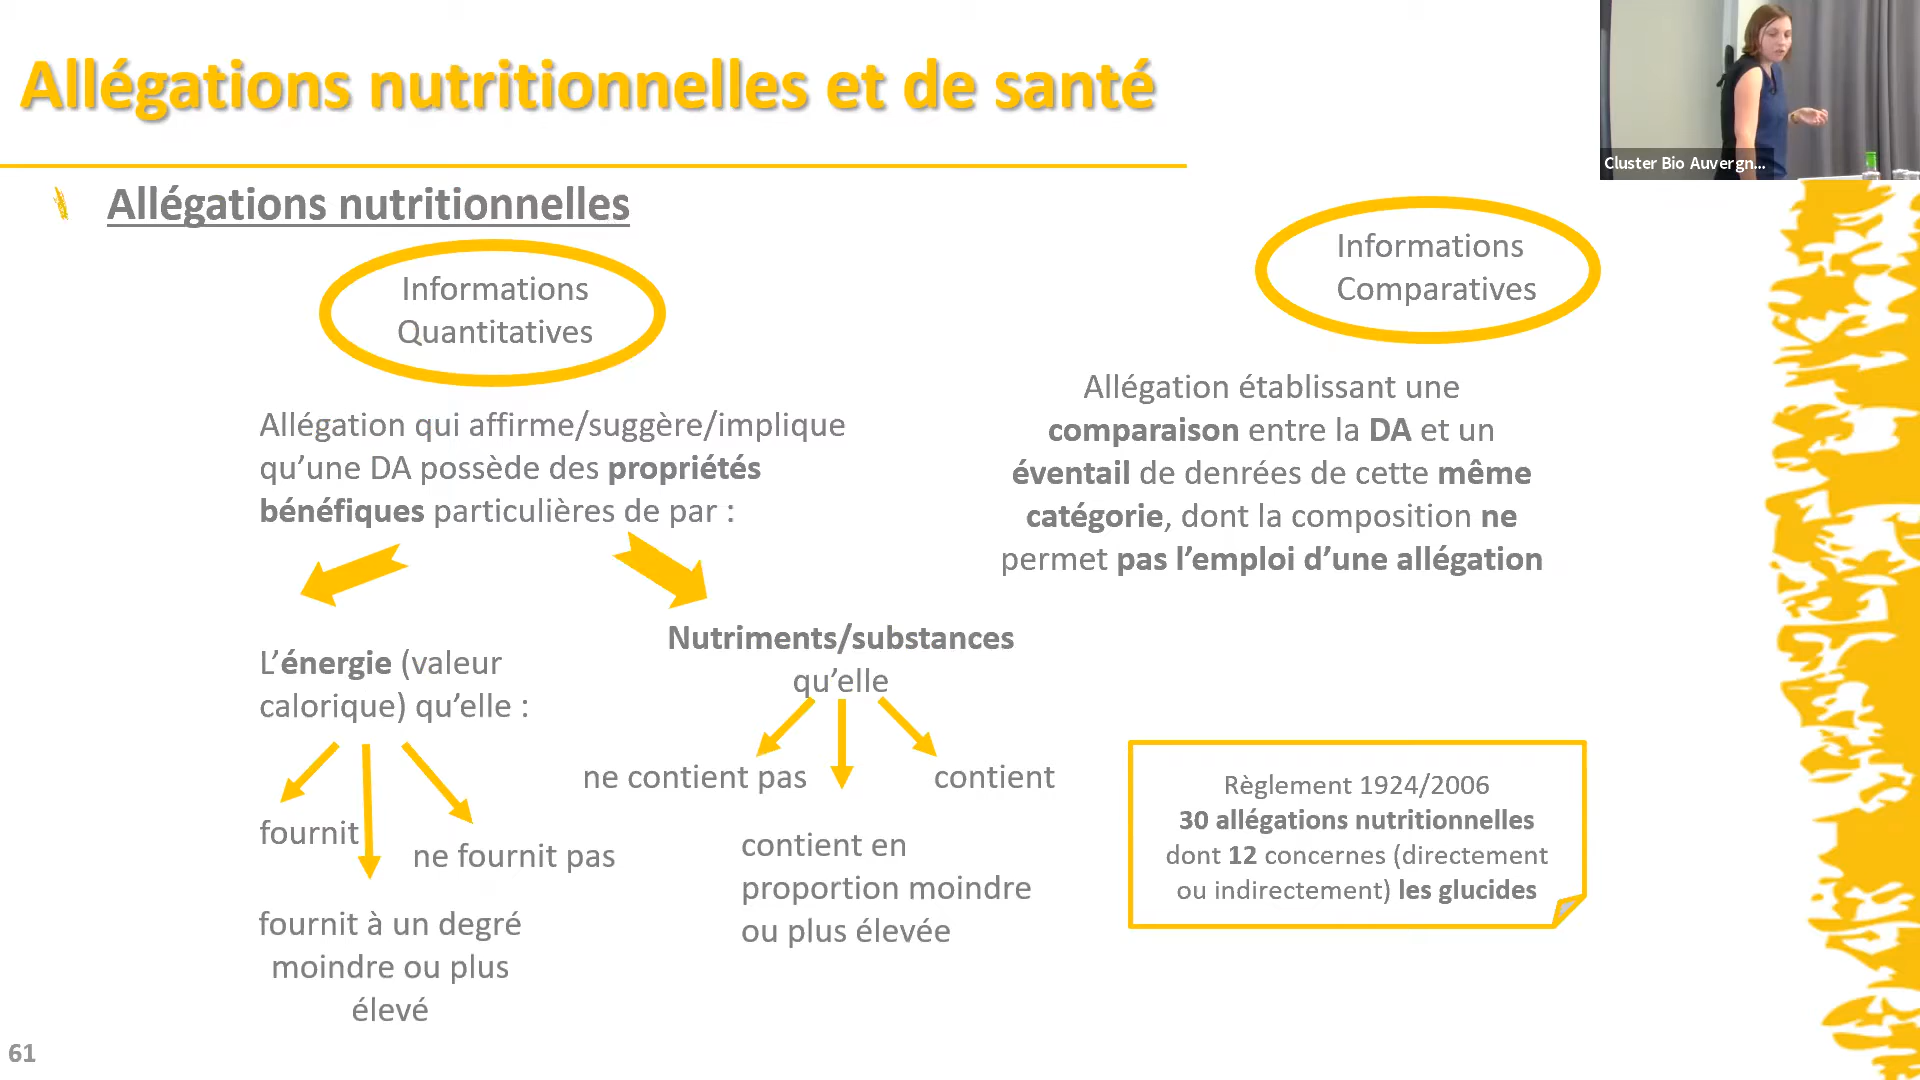 Allégations nutritionnelles et de santé
Cluster Bio Auvergn...
Allégations nutritionnelles
Informations
Quantitatives
Allégation qui affirme/suggère/implique
qu’une DA possède des propriétés
bénéfiques particulières de par :
L’énergie (valeur
calorique) qu’elle :
fournit
ne fournit pas
fournit à un degré
moindre ou plus
élevé
Nutriments/substances
qu’elle
ne contient pas
contient
contient en
proportion moindre
ou plus élevée
Informations
Comparatives
Allégation établissant une
comparaison entre la DA et un
éventail de denrées de cette même
catégorie, dont la composition ne
permet pas l’emploi d’une allégation
Règlement 1924/2006
30 allégations nutritionnelles
dont 12 concernes (directement
ou indirectement) les glucides
61